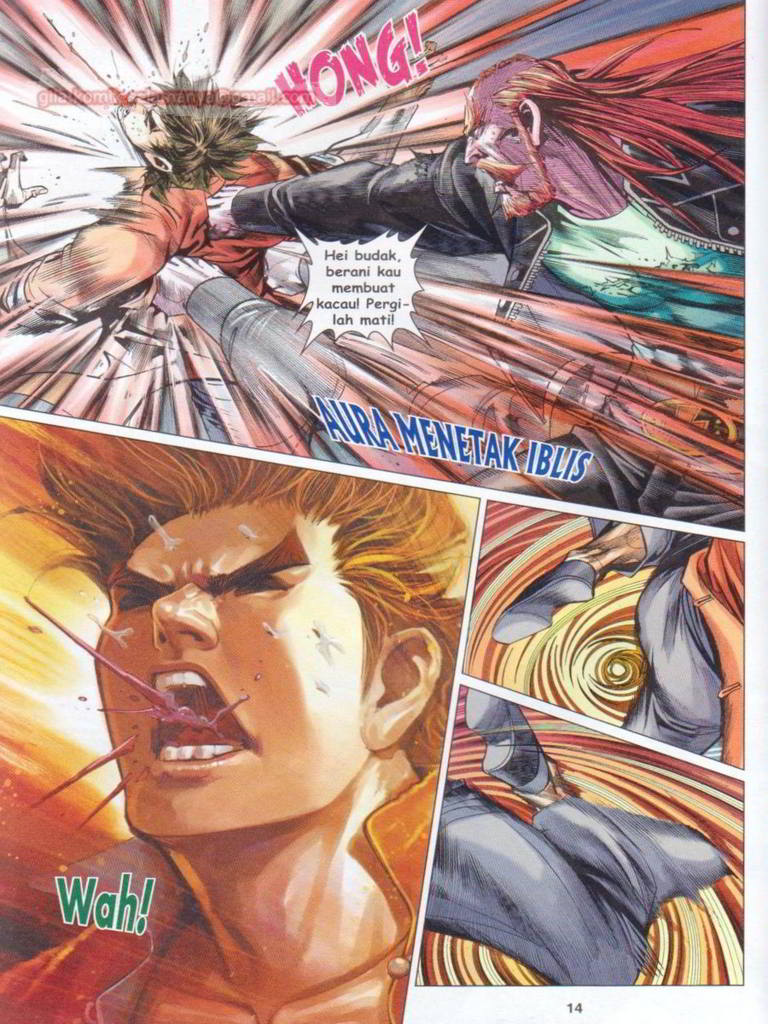 HONG!
Hei budak,
berani kau
membuat
kacau! Pergi-
lah mati!
AURA MENETAK IBLIS
Wah!
14